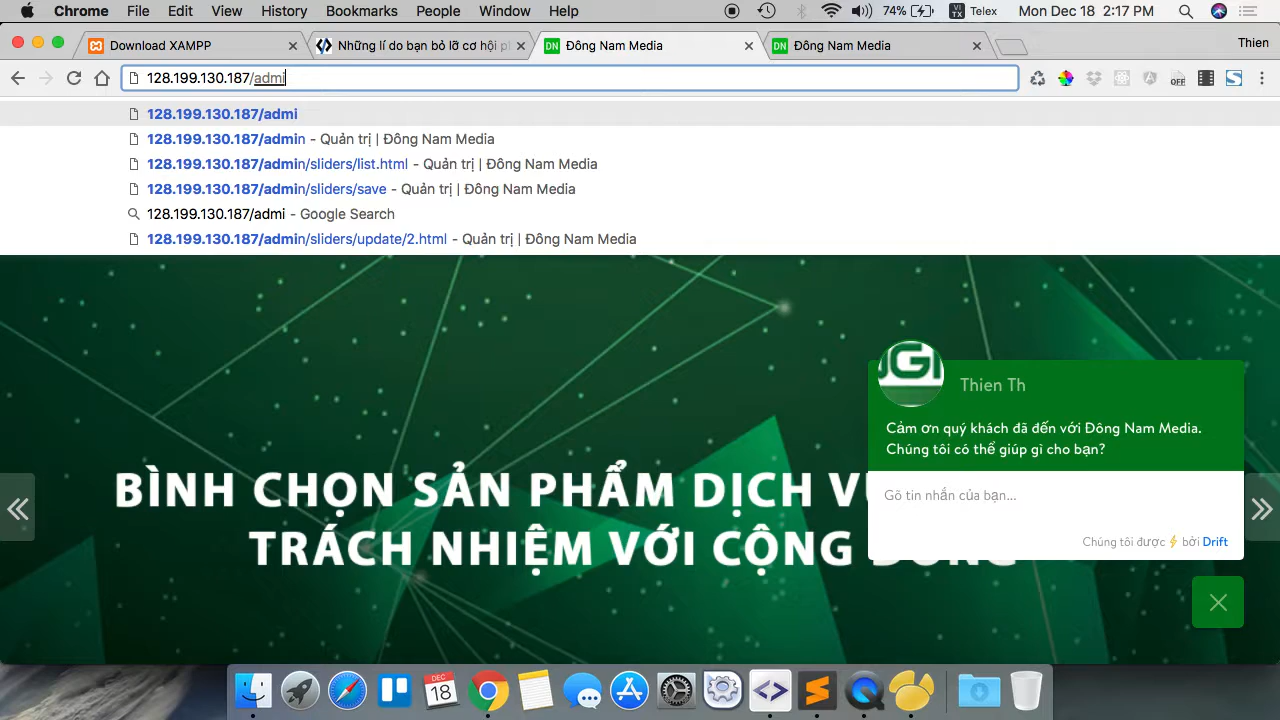 Chrome File Edit View History Bookmarks People Window Help 74% VI TX Telex Mon Dec 18 2:17 PM
Download XAMPP
Những lí do bạn bỏ lỡ cơ hội
DN Đông Nam Media
DN Đông Nam Media
Thien
128.199.130.187/admi
OFF
128.199.130.187/admi
128.199.130.187/admin - Quản trị | Đông Nam Media
128.199.130.187/admin/sliders/list.html - Quản trị | Đông Nam Media
128.199.130.187/admin/sliders/save - Quản trị | Đông Nam Media
128.199.130.187/admi - Google Search
128.199.130.187/admin/sliders/update/2.html - Quản trị | Đông Nam Media
Thien Th
Cảm ơn quý khách đã đến với Đông Nam Media.
Chúng tôi có thể giúp gì cho bạn?
Gõ tin nhắn của bạn...
Chúng tôi được ⚡ bởi Drift
BÌNH CHỌN SẢN PHẨM DỊCH
TRÁCH NHIỆM VỚI CỘNG
DEC
18